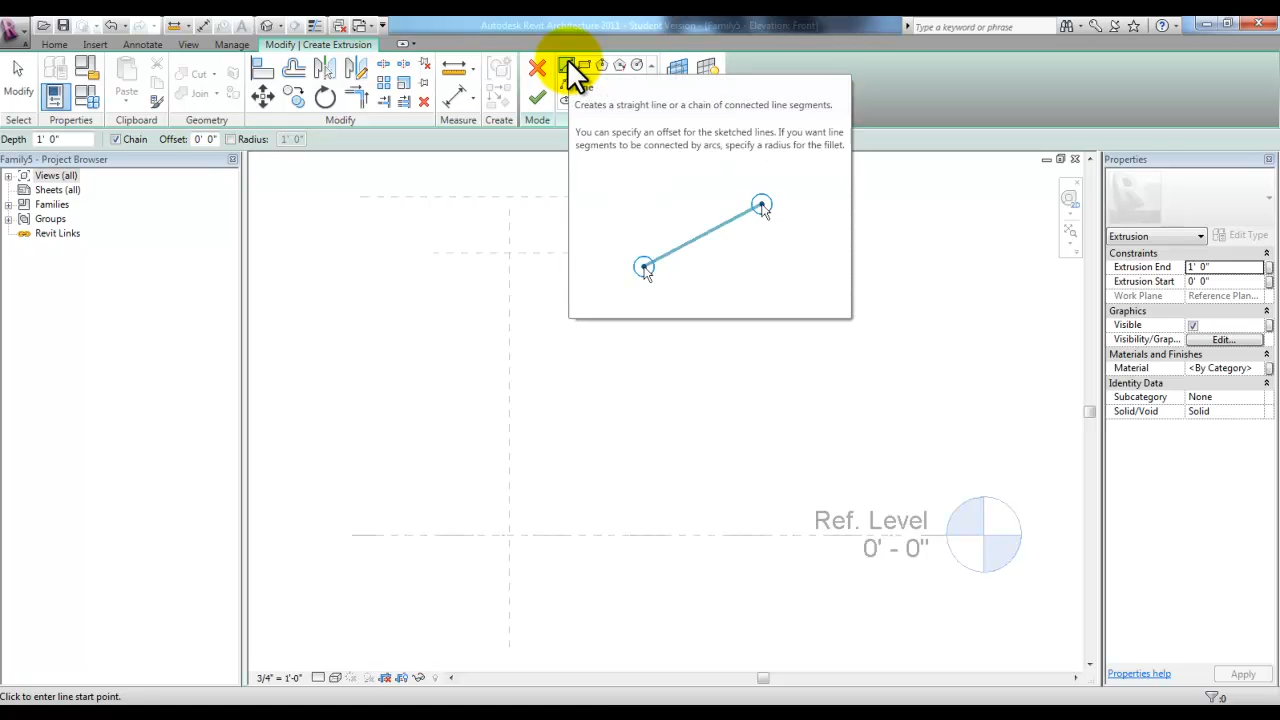 Autodesk Revit Architecture 2011 - Student Version - [Family5 - Elevation: Front]
Type a keyword or phrase
Home Insert Annotate View Manage Modify | Create Extrusion
Modify Paste Cut Join
Select Properties Clipboard Geometry Modify Measure Create Mode
Creates a straight line or a chain of connected line segments.
You can specify an offset for the sketched lines. If you want line
segments to be connected by arcs, specify a radius for the fillet.
Depth 1' 0" Chain Offset: 0' 0" Radius: 1' 0"
Family5 - Project Browser
Views (all)
Sheets (all)
Families
Groups
Revit Links
2D
Ref. Level
0' - 0"
Properties
Extrusion Edit Type
Constraints
Extrusion End 1' 0"
Extrusion Start 0' 0"
Work Plane Reference Plan...
Graphics
Visible
Visibility/Grap... Edit...
Materials and Finishes
Material <By Category>
Identity Data
Subcategory None
Solid/Void Solid
Properties help Apply
3/4" = 1'-0"
Click to enter line start point.
:0